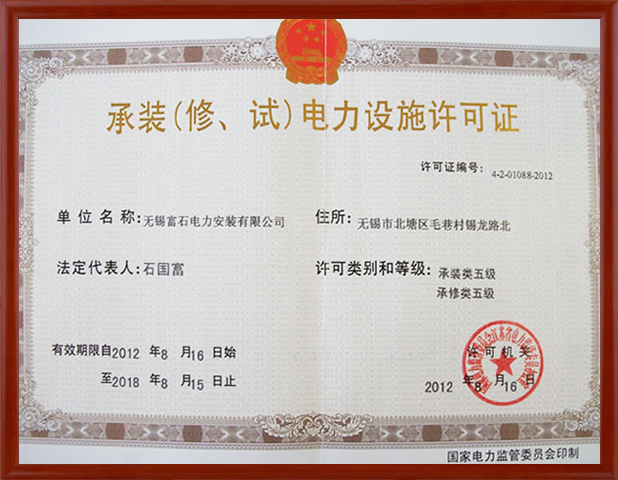 承装(修、试)电力设施许可证
许可证编号: 4-2-01088-2012
单位名称: 无锡富石电力安装有限公司
住所: 无锡市北塘区毛巷村锡龙路北
法定代表人: 石国富
许可类别和等级: 承装类五级
承修类五级
有效期限自2012 年8 月16 日始
至2018 年8 月15 日止
许可机关
2012 年8 月16 日
国家电力监管委员会印制